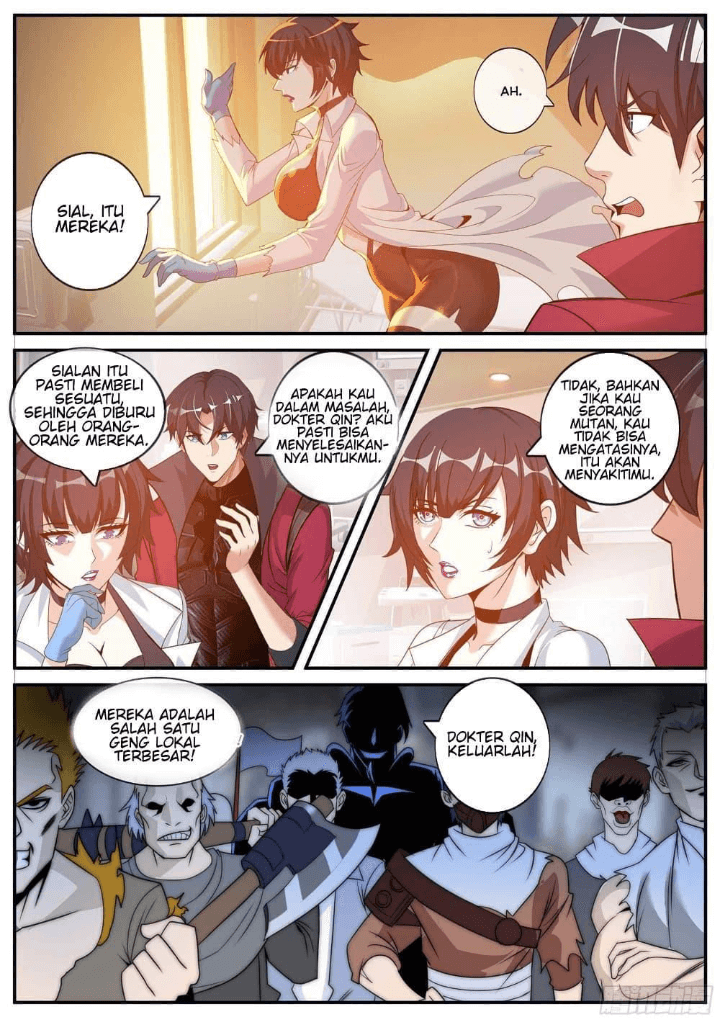 AH.
SIAL, ITU
MEREKA!
SIALAN ITU
PASTI MEMBELI
SESUATU,
SEHINGGA DIBURU
OLEH ORANG-
ORANG MEREKA.
APAKAH KAU
DALAM MASALAH,
DOKTER QIN? AKU
PASTI BISA
MENYELESAIKAN-
NYA UNTUKMU.
TIDAK, BAHKAN
JIKA KAU
SEORANG
MUTAN, KAU
TIDAK BISA
MENGATASINYA,
ITU AKAN
MENYAKITIMU.
MEREKA ADALAH
SALAH SATU
GENG LOKAL
TERBESAR!
DOKTER QIN,
KELUARLAH!